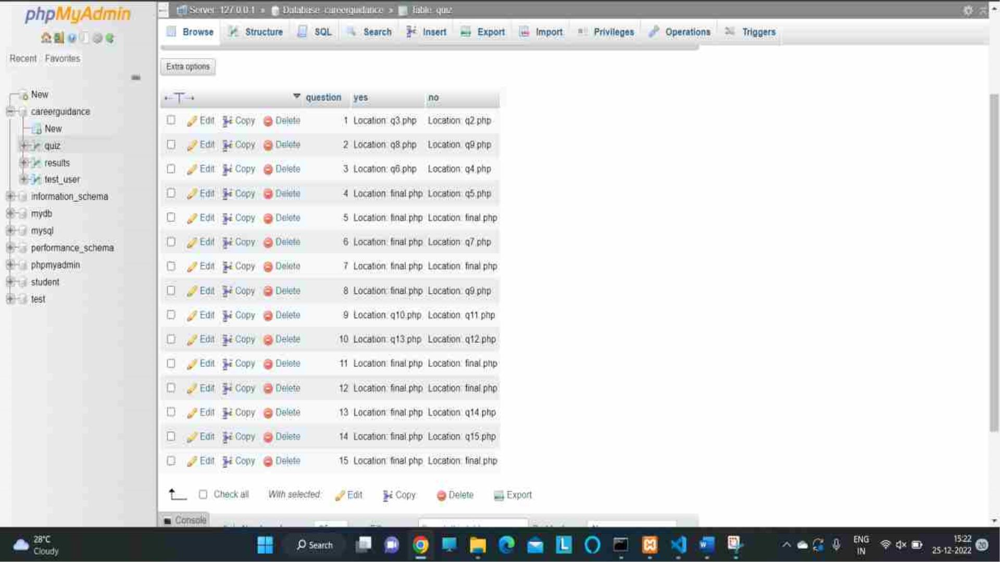 phpMyAdmin
Recent Favorites
New
careerguidance
New
quiz
results
test_user
information_schema
mydb
mysql
performance_schema
phpmyadmin
student
test
Server: 127.0.0.1 » Database: careerguidance » Table: quiz
Browse Structure SQL Search Insert Export Import Privileges Operations Triggers
Extra options
←T→ question yes no
Edit Copy Delete 1 Location: q3.php Location: q2.php
Edit Copy Delete 2 Location: q8.php Location: q9.php
Edit Copy Delete 3 Location: q6.php Location: q4.php
Edit Copy Delete 4 Location: final.php Location: q5.php
Edit Copy Delete 5 Location: final.php Location: final.php
Edit Copy Delete 6 Location: final.php Location: q7.php
Edit Copy Delete 7 Location: final.php Location: final.php
Edit Copy Delete 8 Location: final.php Location: q9.php
Edit Copy Delete 9 Location: q10.php Location: q11.php
Edit Copy Delete 10 Location: q13.php Location: q12.php
Edit Copy Delete 11 Location: final.php Location: final.php
Edit Copy Delete 12 Location: final.php Location: final.php
Edit Copy Delete 13 Location: final.php Location: q14.php
Edit Copy Delete 14 Location: final.php Location: q15.php
Edit Copy Delete 15 Location: final.php Location: final.php
Check all With selected: Edit Copy Delete Export
Console
28°C
Cloudy
Search
ENG
IN
15:22
25-12-2022
20